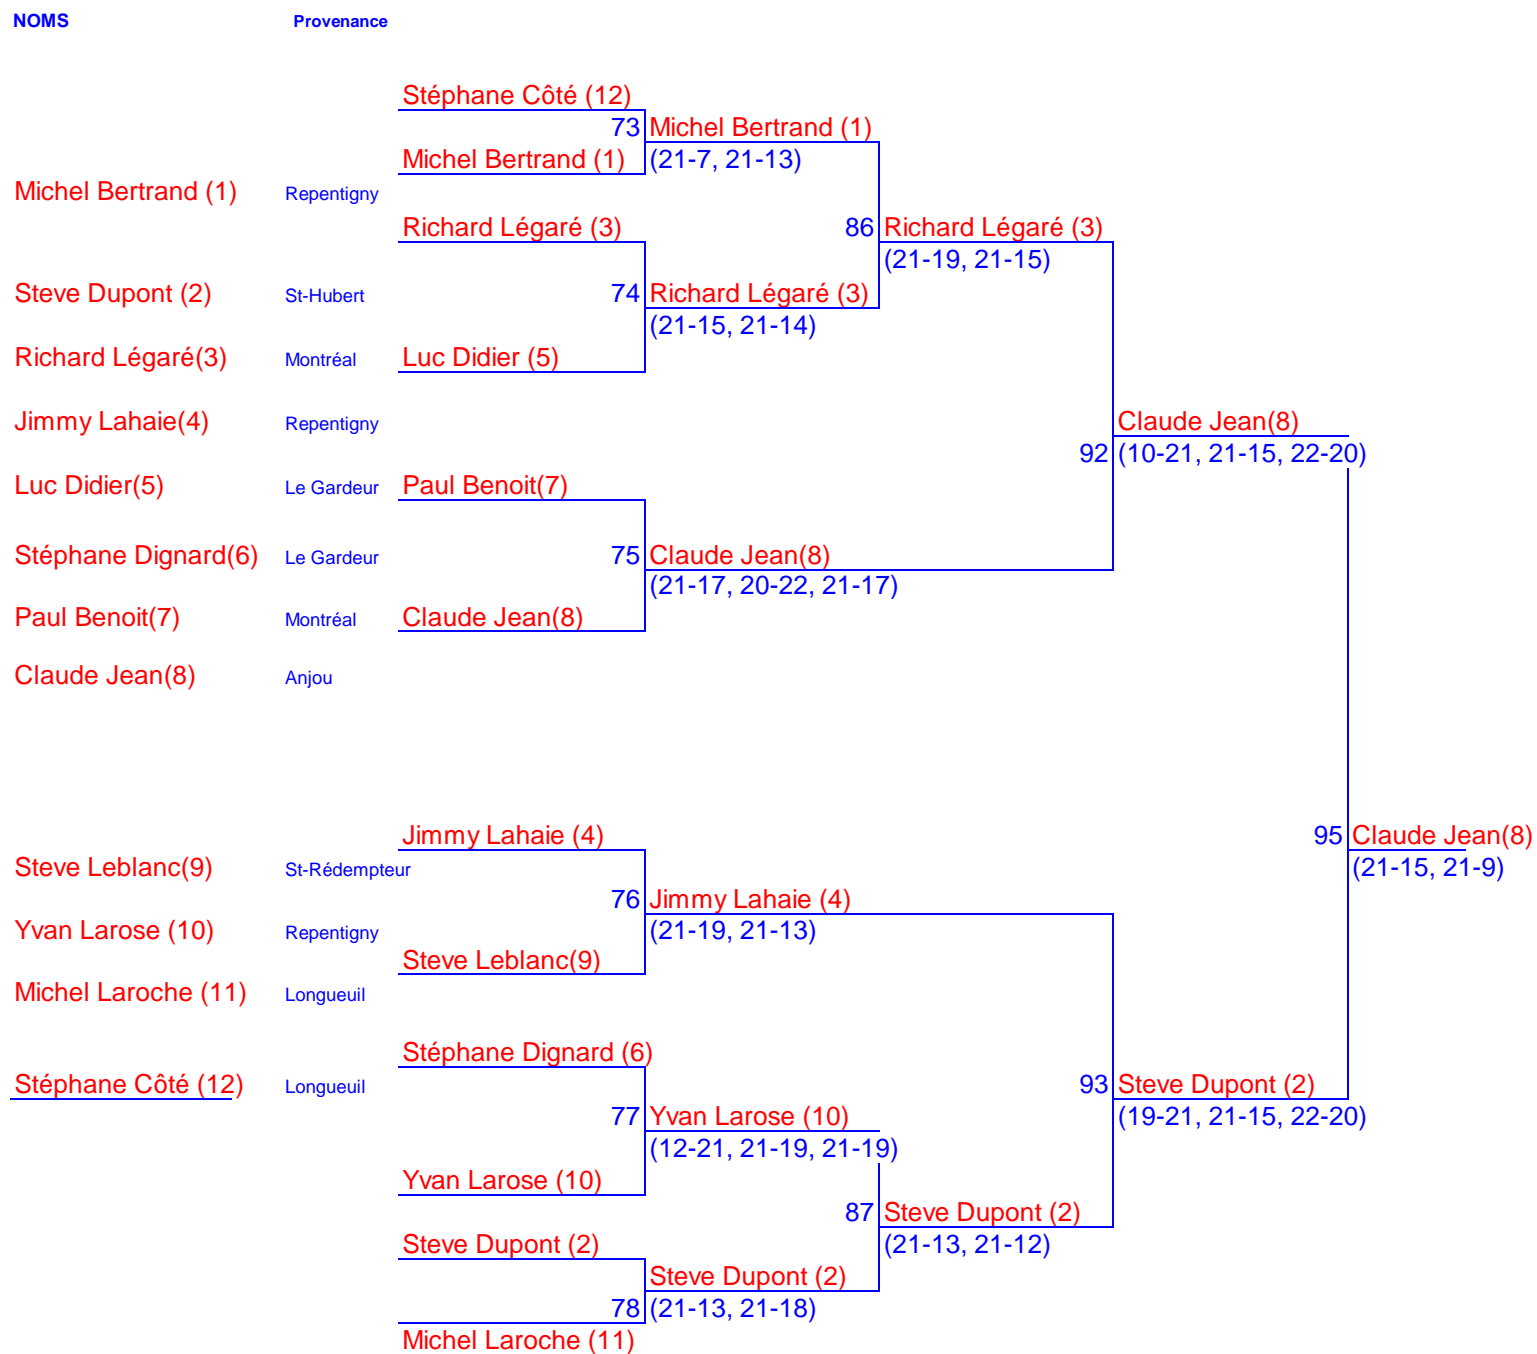 NOMS Provenance
Stéphane Côté (12)
73 Michel Bertrand (1)
Michel Bertrand (1) (21-7, 21-13)
Michel Bertrand (1) Repentigny
Richard Légaré (3) 86 Richard Légaré (3)
(21-19, 21-15)
Steve Dupont (2) St-Hubert 74 Richard Légaré (3)
(21-15, 21-14)
Richard Légaré(3) Montréal Luc Didier (5)
Jimmy Lahaie(4) Repentigny Claude Jean(8)
92 (10-21, 21-15, 22-20)
Luc Didier(5) Le Gardeur Paul Benoit(7)
Stéphane Dignard(6) Le Gardeur 75 Claude Jean(8)
(21-17, 20-22, 21-17)
Paul Benoit(7) Montréal Claude Jean(8)
Claude Jean(8) Anjou
Jimmy Lahaie (4) 95 Claude Jean(8)
Steve Leblanc(9) St-Rédempteur (21-15, 21-9)
76 Jimmy Lahaie (4)
Yvan Larose (10) Repentigny (21-19, 21-13)
Steve Leblanc(9)
Michel Laroche (11) Longueuil
Stéphane Dignard (6)
Stéphane Côté (12) Longueuil 93 Steve Dupont (2)
77 Yvan Larose (10) (19-21, 21-15, 22-20)
(12-21, 21-19, 21-19)
Yvan Larose (10)
87 Steve Dupont (2)
Steve Dupont (2) (21-13, 21-12)
Steve Dupont (2)
78 (21-13, 21-18)
Michel Laroche (11)